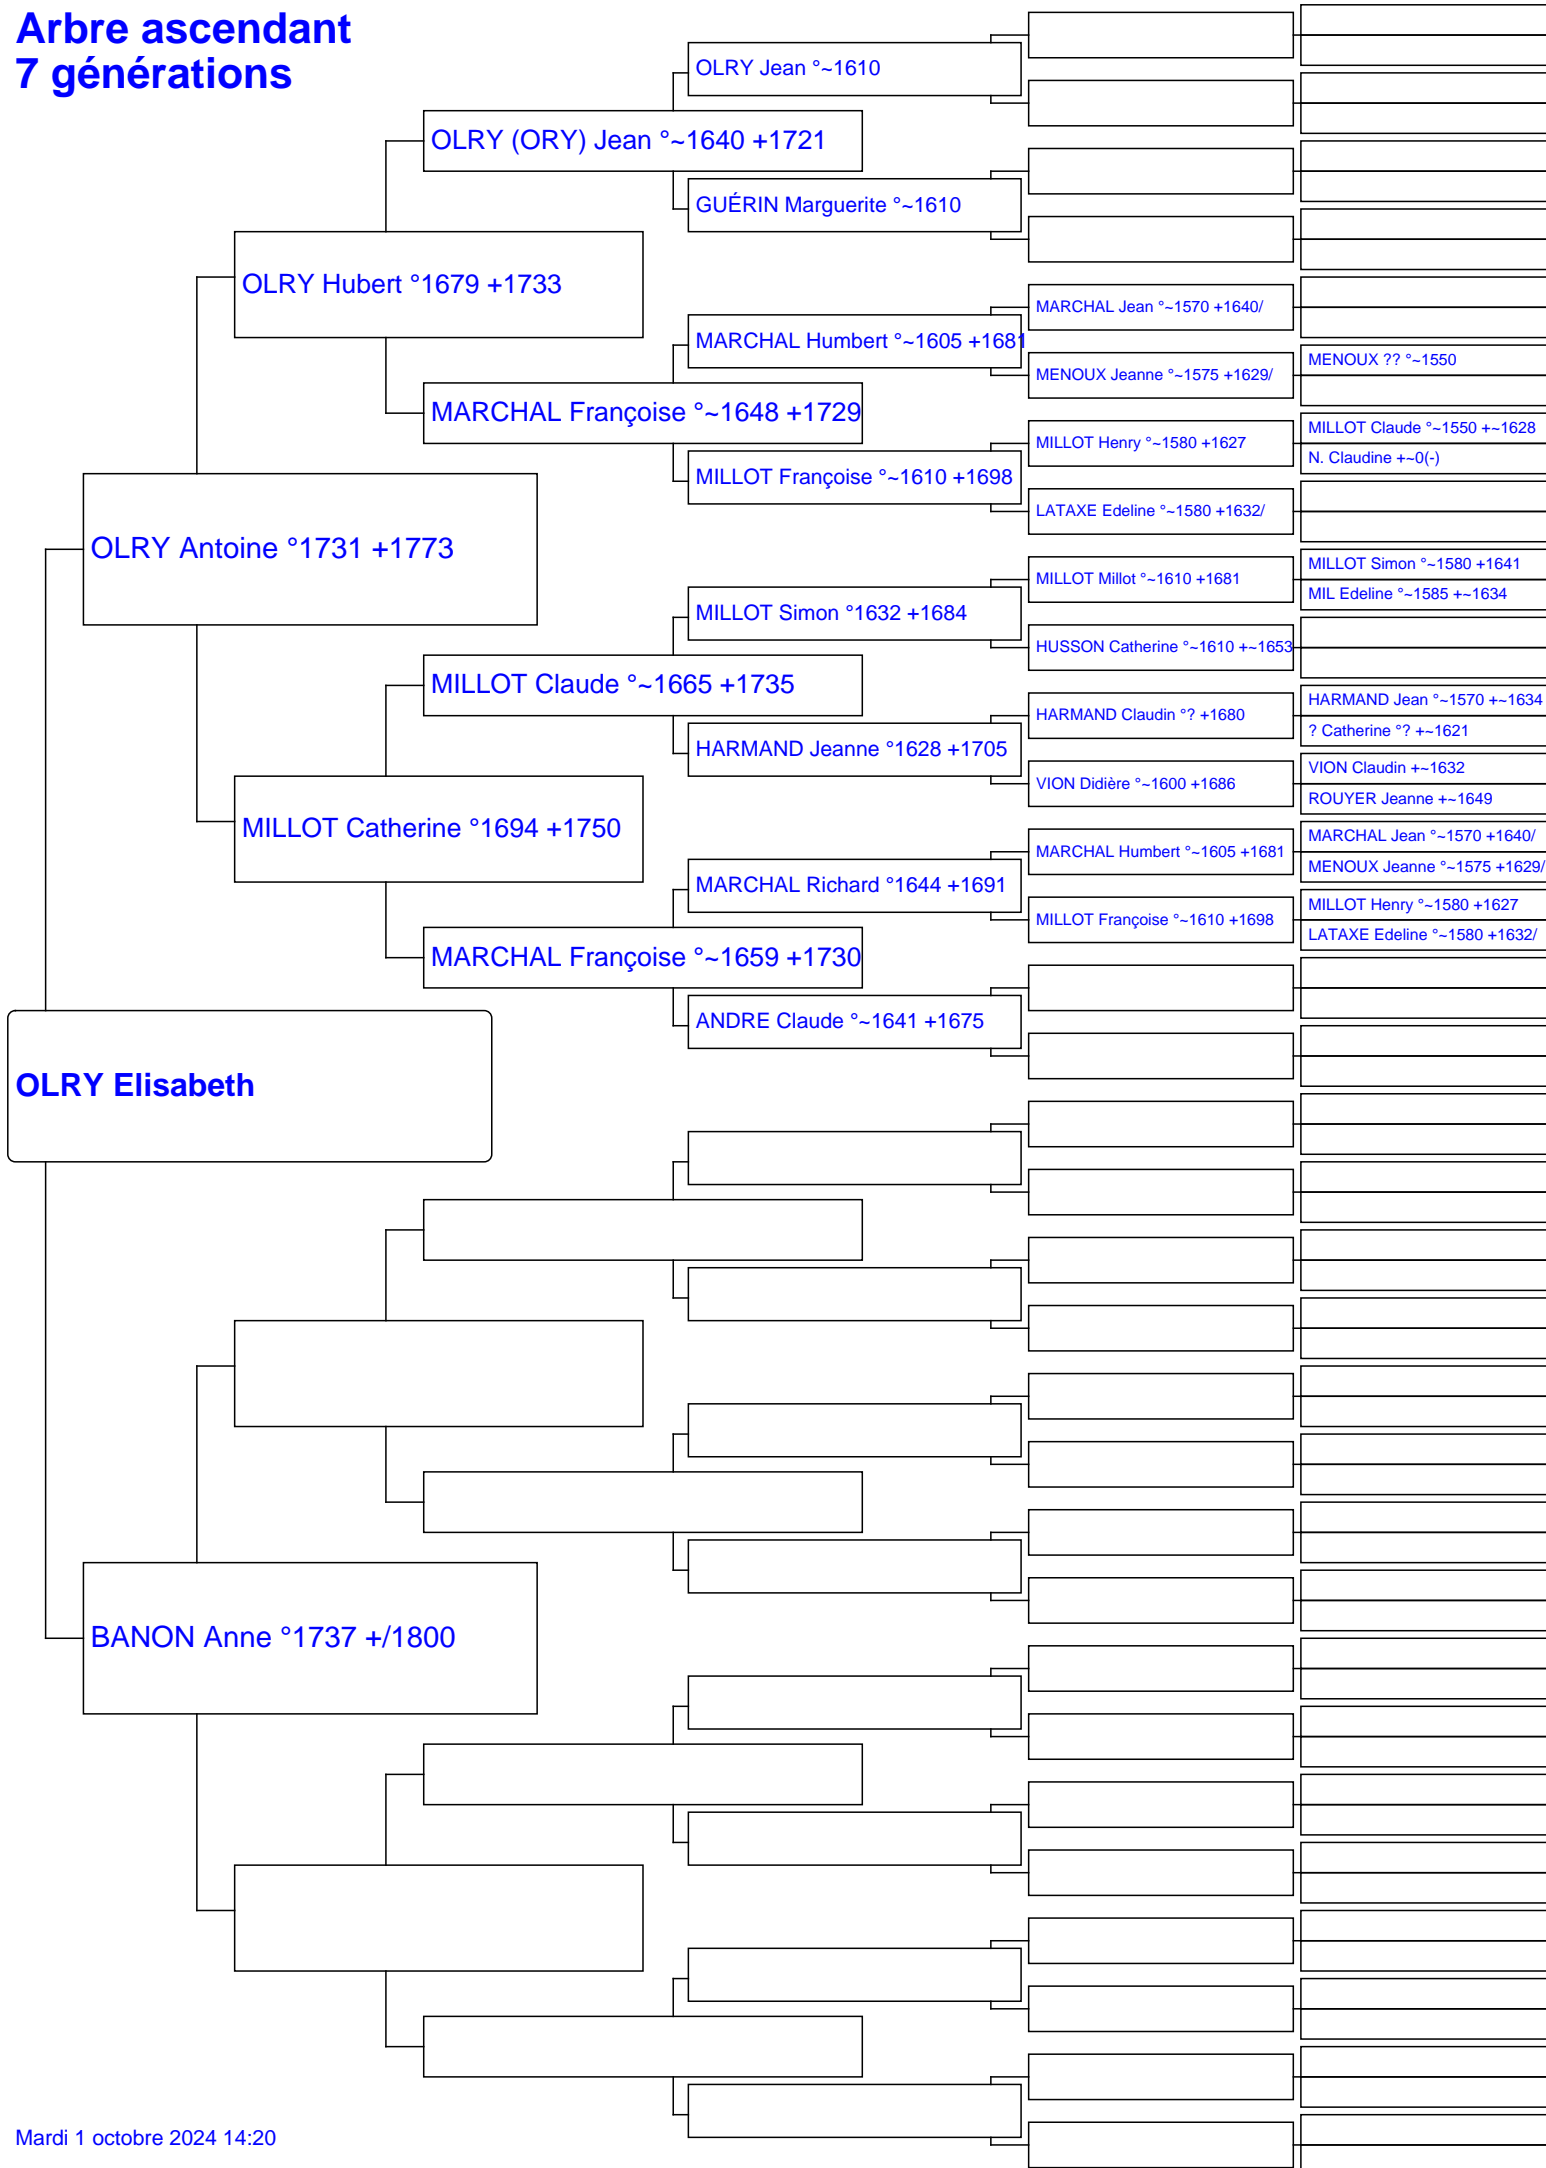 Arbre ascendant
7 générations
OLRY Jean °~1610
OLRY (ORY) Jean °~1640 +1721
GUÉRIN Marguerite °~1610
OLRY Hubert °1679 +1733
MARCHAL Jean °~1570 +1640/
MARCHAL Humbert °~1605 +1681
MENOUX ?? °~1550
MENOUX Jeanne °~1575 +1629/
MARCHAL Françoise °~1648 +1729
MILLOT Claude °~1550 +~1628
MILLOT Henry °~1580 +1627
N. Claudine +~0(-)
MILLOT Françoise °~1610 +1698
LATAXE Edeline °~1580 +1632/
OLRY Antoine °1731 +1773
MILLOT Simon °~1580 +1641
MILLOT Millot °~1610 +1681
MIL Edeline °~1585 +~1634
MILLOT Simon °1632 +1684
HUSSON Catherine °~1610 +~1653
MILLOT Claude °~1665 +1735
HARMAND Jean °~1570 +~1634
HARMAND Claudin °? +1680
? Catherine °? +~1621
HARMAND Jeanne °1628 +1705
VION Claudin +~1632
VION Didière °~1600 +1686
ROUYER Jeanne +~1649
MILLOT Catherine °1694 +1750
MARCHAL Jean °~1570 +1640/
MARCHAL Humbert °~1605 +1681
MENOUX Jeanne °~1575 +1629/
MARCHAL Richard °1644 +1691
MILLOT Henry °~1580 +1627
MILLOT Françoise °~1610 +1698
LATAXE Edeline °~1580 +1632/
MARCHAL Françoise °~1659 +1730
ANDRE Claude °~1641 +1675
OLRY Elisabeth
BANON Anne °1737 +/1800
Mardi 1 octobre 2024 14:20